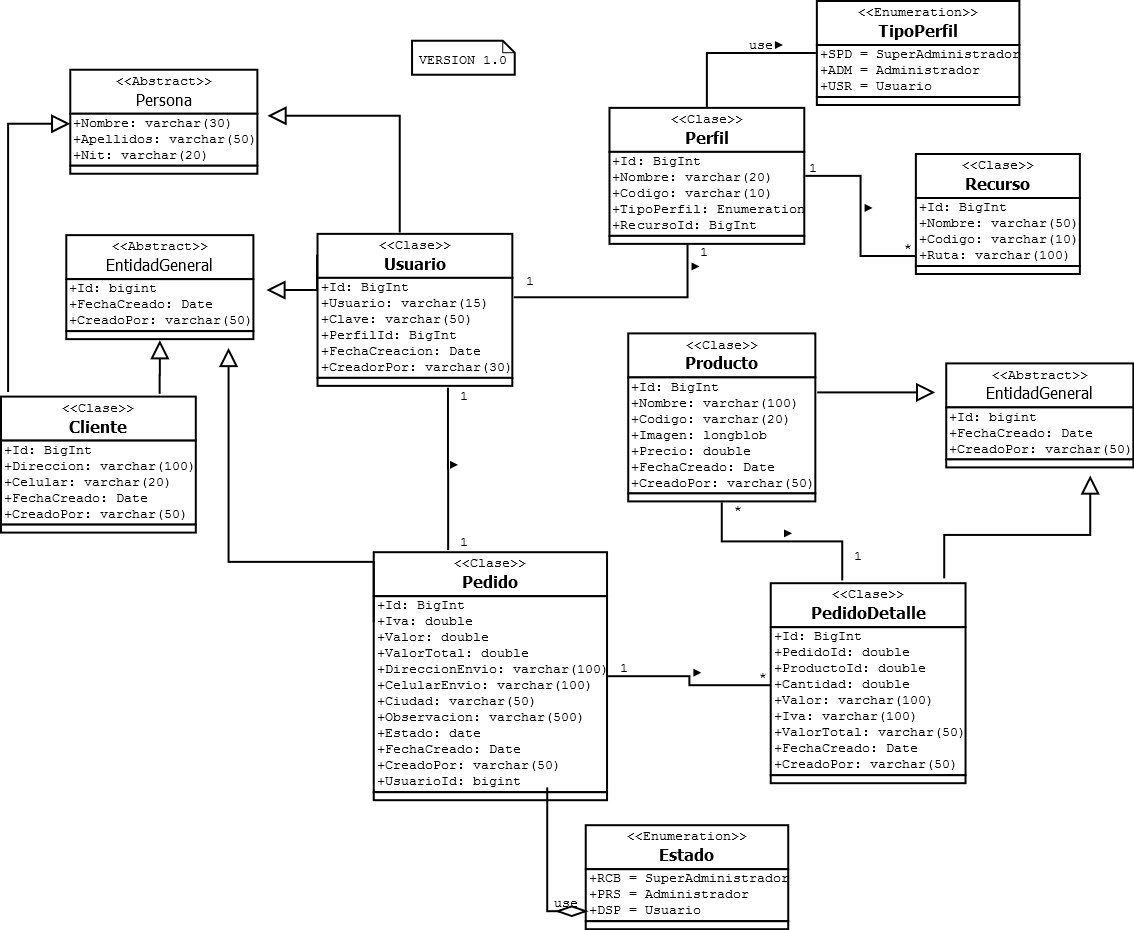 <<Enumeration>>
TipoPerfil
+SPD = SuperAdministrador
+ADM = Administrador
+USR = Usuario
use
VERSION 1.0
<<Abstract>>
Persona
+Nombre: varchar(30)
+Apellidos: varchar(50)
+Nit: varchar(20)
<<Clase>>
Perfil
+Id: BigInt
+Nombre: varchar(20)
+Codigo: varchar(10)
+TipoPerfil: Enumeration
+RecursoId: BigInt
1
1
<<Clase>>
Recurso
+Id: BigInt
+Nombre: varchar(50)
+Codigo: varchar(10)
+Ruta: varchar(100)
*
<<Abstract>>
EntidadGeneral
+Id: bigint
+FechaCreado: Date
+CreadoPor: varchar(50)
<<Clase>>
Usuario
+Id: BigInt
+Usuario: varchar(15)
+Clave: varchar(50)
+PerfilId: BigInt
+FechaCreacion: Date
+CreadorPor: varchar(30)
1
1
<<Clase>>
Producto
+Id: BigInt
+Nombre: varchar(100)
+Codigo: varchar(20)
+Imagen: longblob
+Precio: double
+FechaCreado: Date
+CreadoPor: varchar(50)
*
<<Abstract>>
EntidadGeneral
+Id: bigint
+FechaCreado: Date
+CreadoPor: varchar(50)
<<Clase>>
Cliente
+Id: BigInt
+Direccion: varchar(100)
+Celular: varchar(20)
+FechaCreado: Date
+CreadoPor: varchar(50)
1
<<Clase>>
Pedido
+Id: BigInt
+Iva: double
+Valor: double
+ValorTotal: double
+DireccionEnvio: varchar(100)
+CelularEnvio: varchar(100)
+Ciudad: varchar(50)
+Observacion: varchar(500)
+Estado: date
+FechaCreado: Date
+CreadoPor: varchar(50)
+UsuarioId: bigint
1
*
1
<<Clase>>
PedidoDetalle
+Id: BigInt
+PedidoId: double
+ProductoId: double
+Cantidad: double
+Valor: varchar(100)
+Iva: varchar(100)
+ValorTotal: varchar(50)
+FechaCreado: Date
+CreadoPor: varchar(50)
<<Enumeration>>
Estado
+RCB = SuperAdministrador
+PRS = Administrador
+DSP = Usuario
use